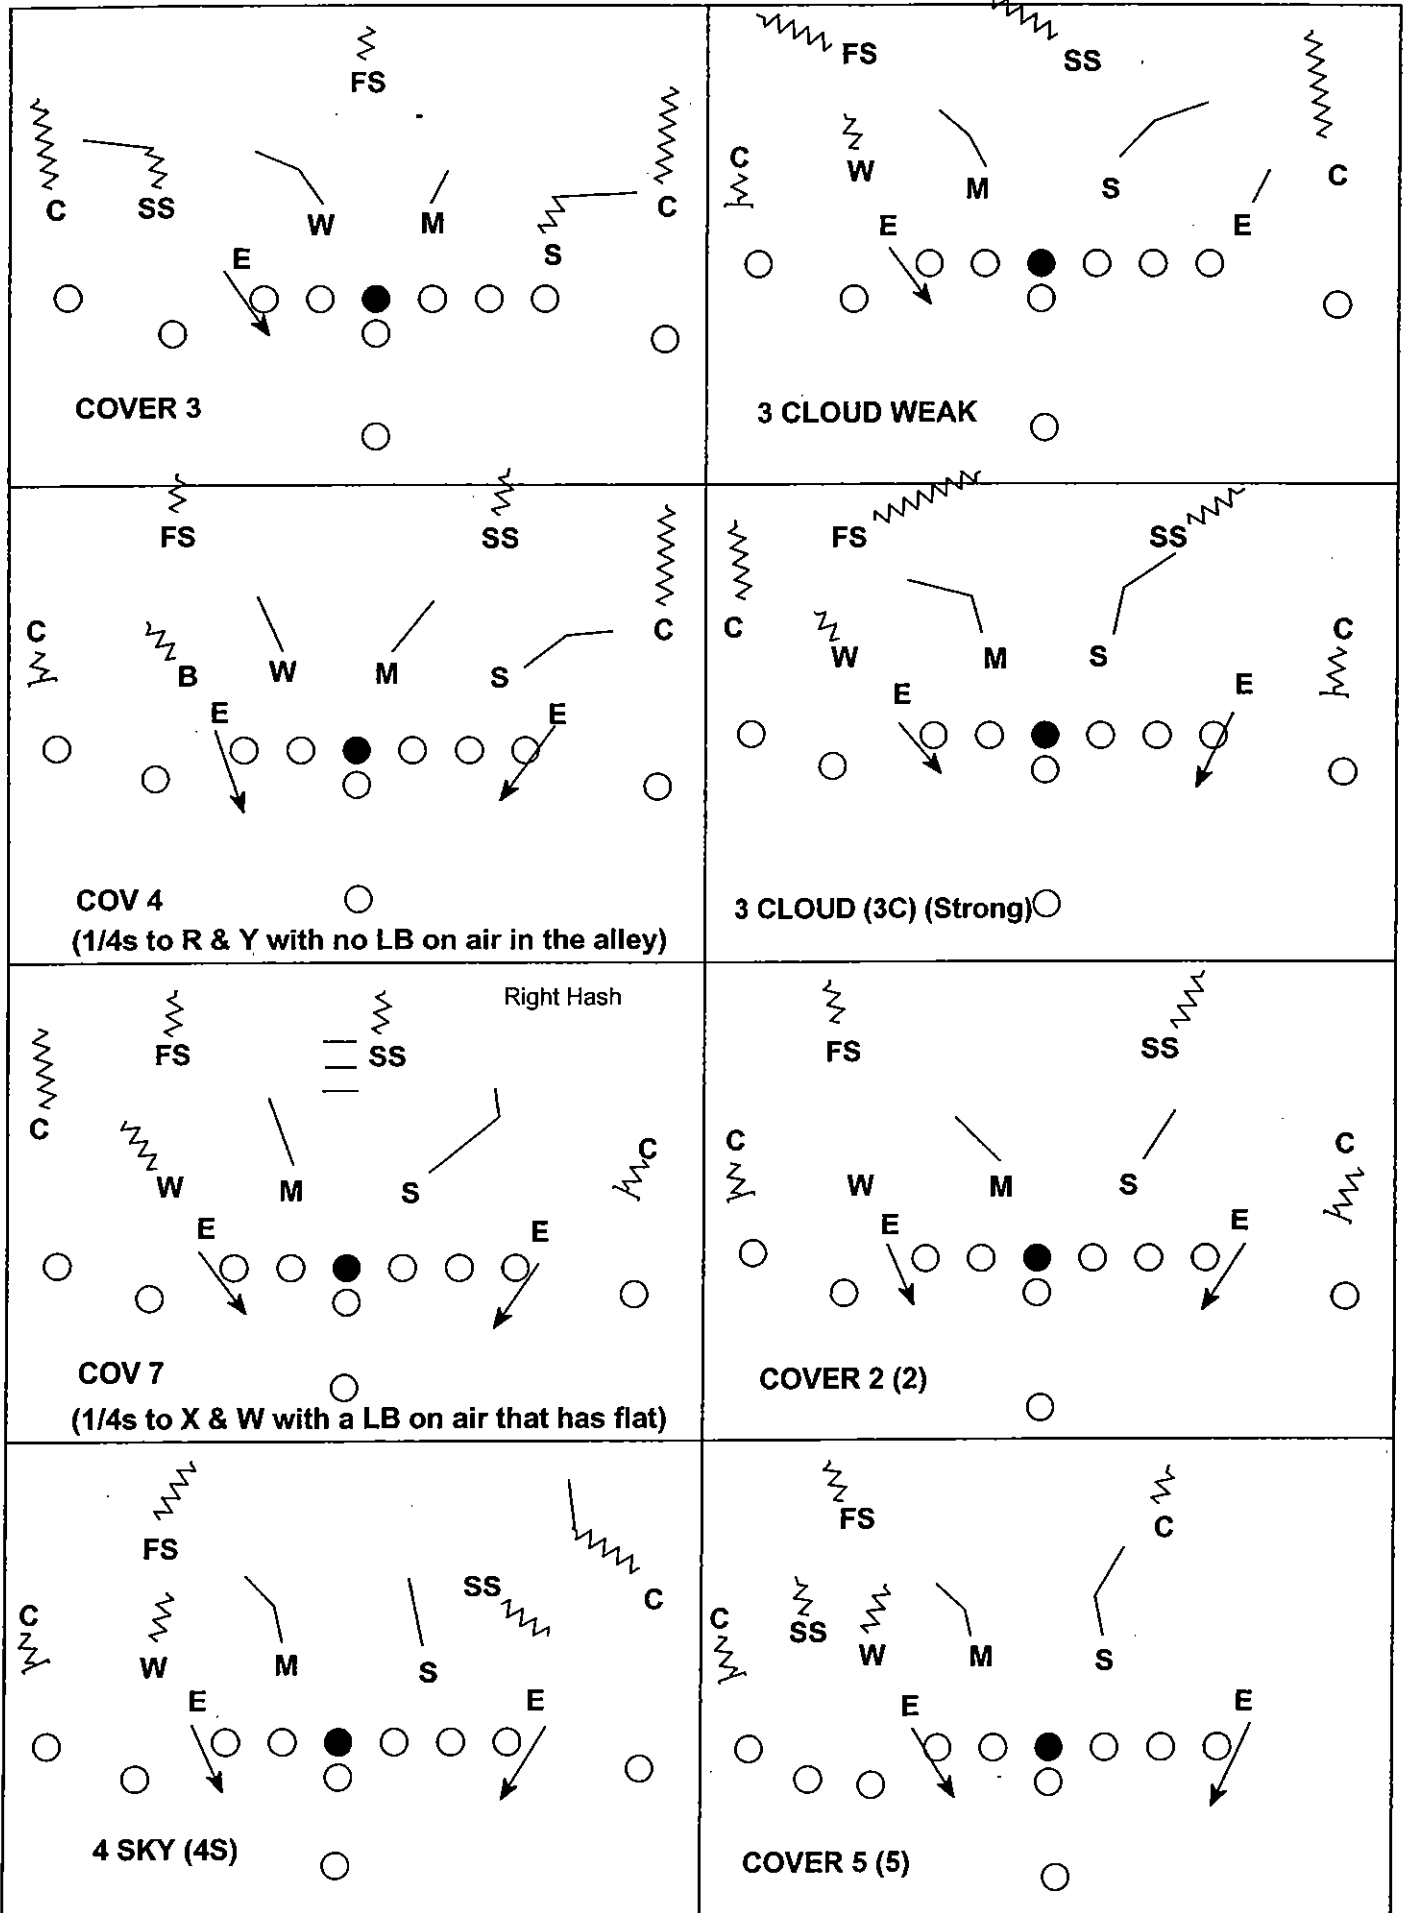 FS
C SS W M C
E S
COVER 3
FS SS
C W M S C
E E
3 CLOUD WEAK
FS SS
C C
B W M S
E E
COV 4
(1/4s to R & Y with no LB on air in the alley)
FS SS
C C
W M S
E E
3 CLOUD (3C) (Strong)
Right Hash
FS SS
C C
W M S
E E
COV 7
(1/4s to X & W with a LB on air that has flat)
FS SS
C C
W M S
E E
COVER 2 (2)
FS
SS C
C
W M S
E E
4 SKY (4S)
FS C
C SS
W M S
E E
COVER 5 (5)